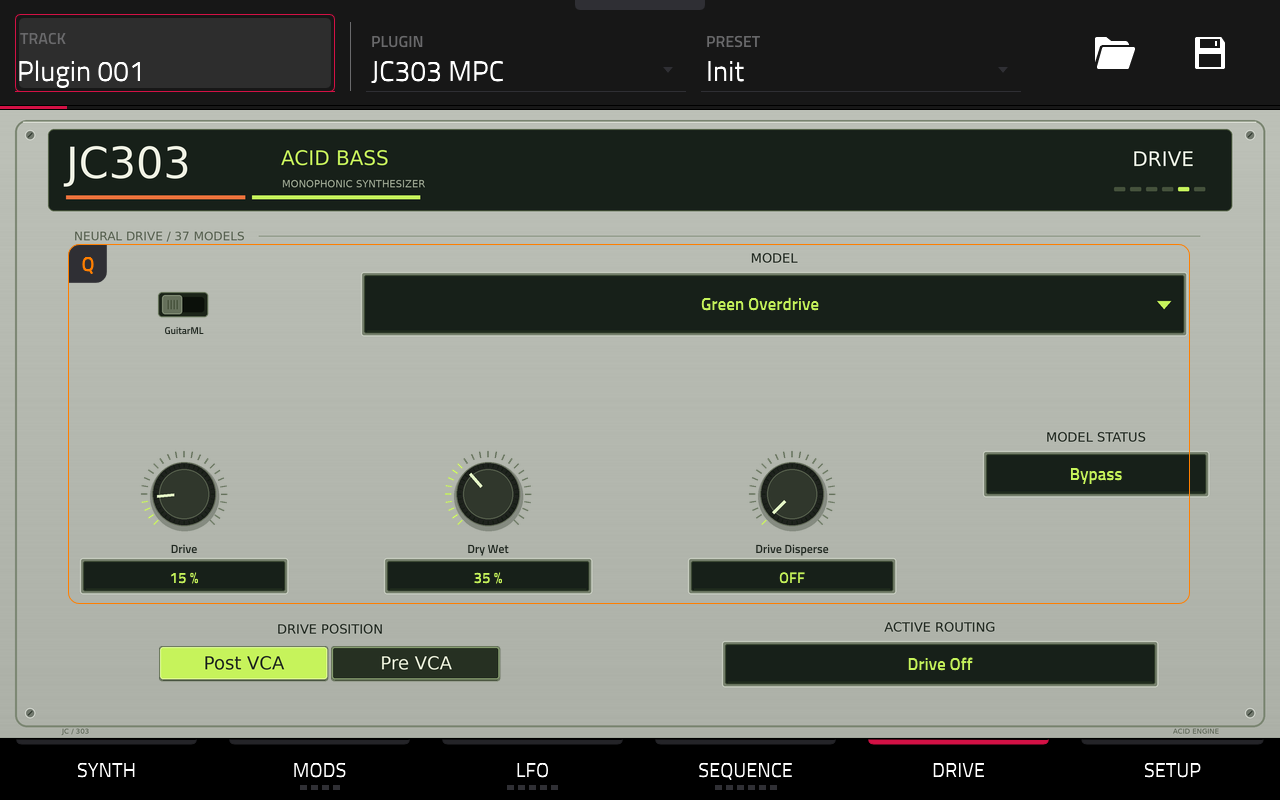 TRACK
Plugin 001
PLUGIN
JC303 MPC
PRESET
Init
JC303
ACID BASS
MONOPHONIC SYNTHESIZER
DRIVE
NEURAL DRIVE / 37 MODELS
Q
MODEL
Green Overdrive
GuitarML
MODEL STATUS
Bypass
Drive
Dry Wet
Drive Disperse
15 %
35 %
OFF
DRIVE POSITION
Post VCA
Pre VCA
ACTIVE ROUTING
Drive Off
JC / 303
ACID ENGINE
SYNTH
MODS
LFO
SEQUENCE
DRIVE
SETUP